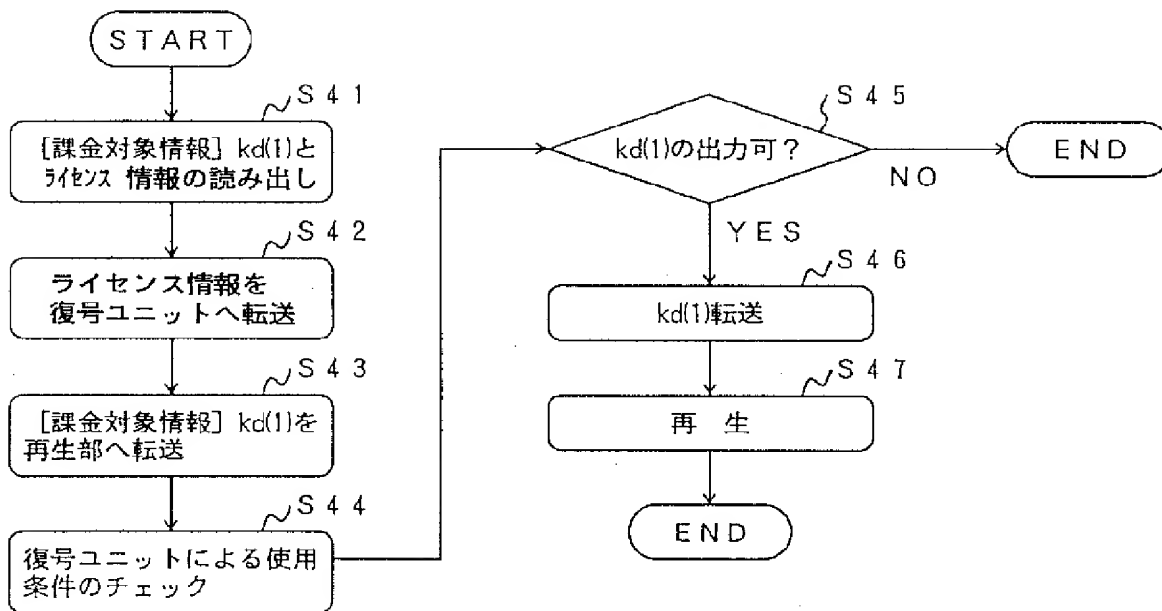 START
S41
[課金対象情報] kd(1)と
ライセンス 情報の読み出し
S42
ライセンス情報を
復号ユニットへ転送
S43
[課金対象情報] kd(1)を
再生部へ転送
S44
復号ユニットによる使用
条件のチェック
S45
kd(1)の出力可?
NO
END
YES
S46
kd(1)転送
S47
再 生
END